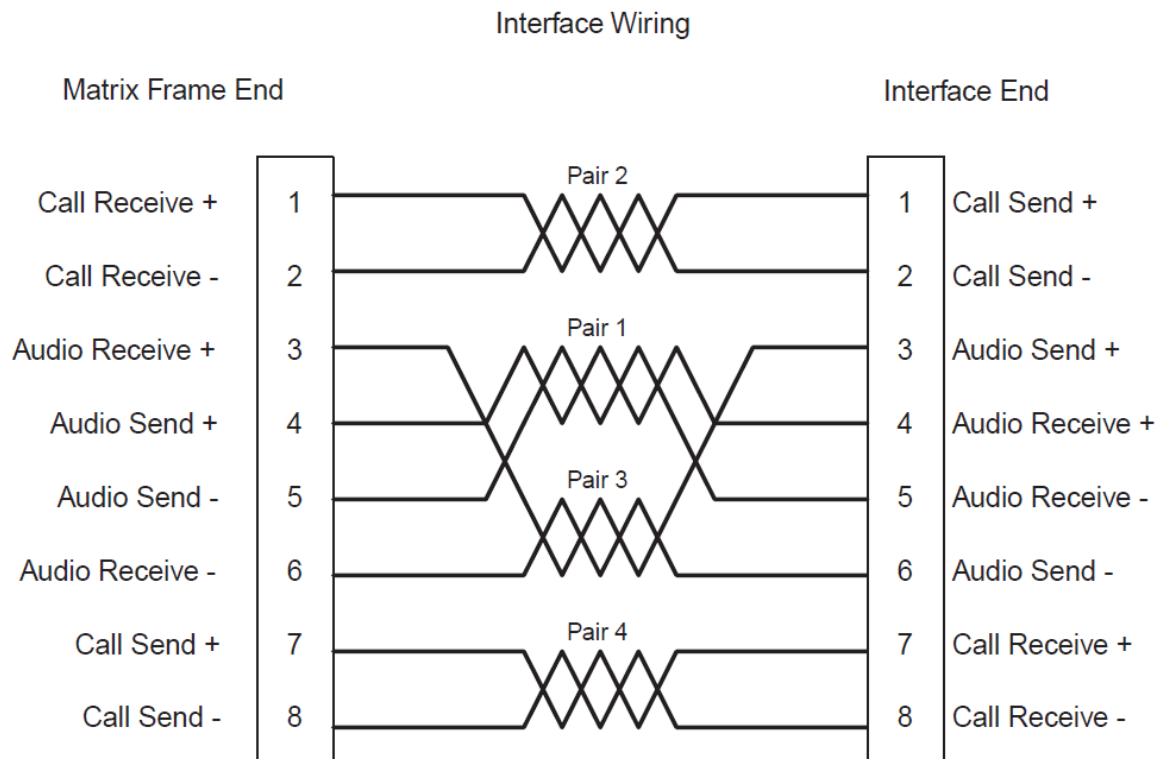 Interface Wiring
Matrix Frame End Interface End
Pair 2
Call Receive + 1 1 Call Send +
Call Receive - 2 2 Call Send -
Pair 1
Audio Receive + 3 3 Audio Send +
Audio Send + 4 4 Audio Receive +
Pair 3
Audio Send - 5 5 Audio Receive -
Audio Receive - 6 6 Audio Send -
Pair 4
Call Send + 7 7 Call Receive +
Call Send - 8 8 Call Receive -